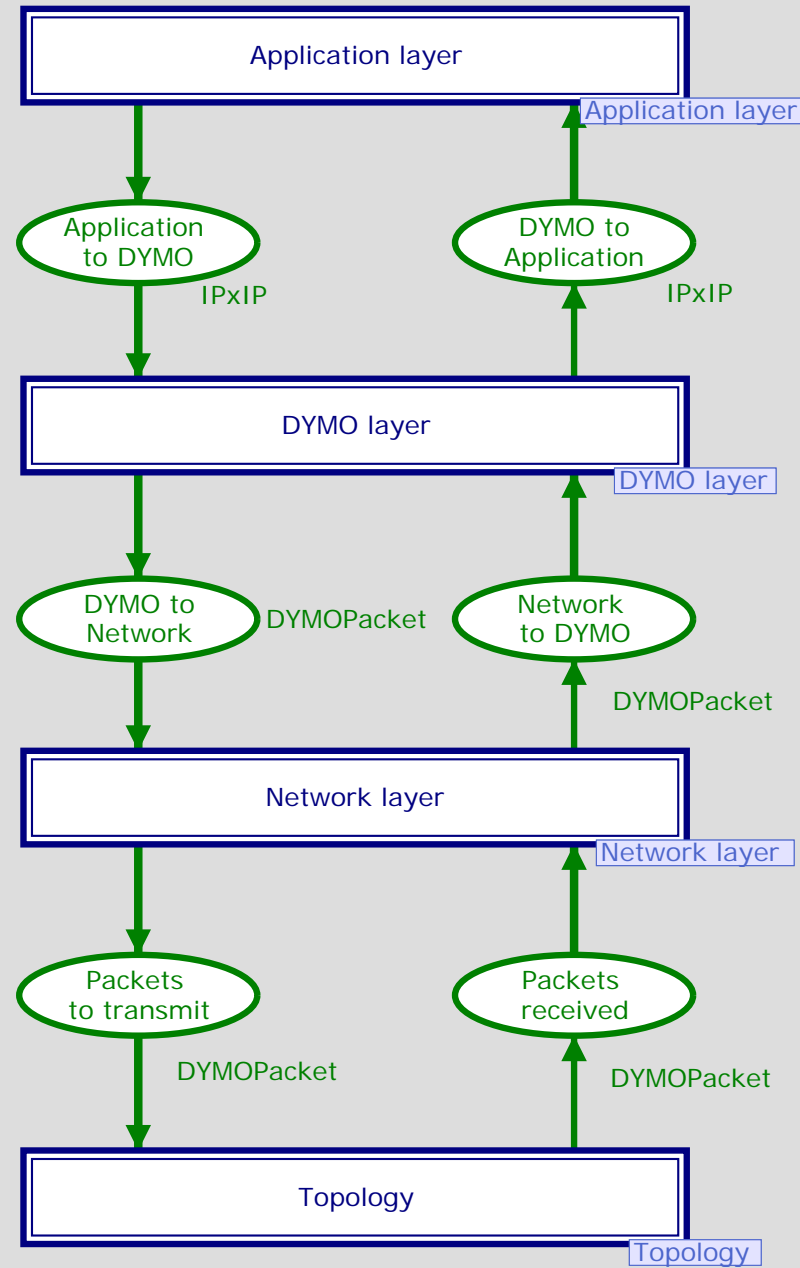 Application layer
Application layer
Application
to DYMO
IPxIP
DYMO to
Application
IPxIP
DYMO layer
DYMO layer
DYMO to
Network
DYMOPacket
Network
to DYMO
DYMOPacket
Network layer
Network layer
Packets
to transmit
DYMOPacket
Packets
received
DYMOPacket
Topology
Topology